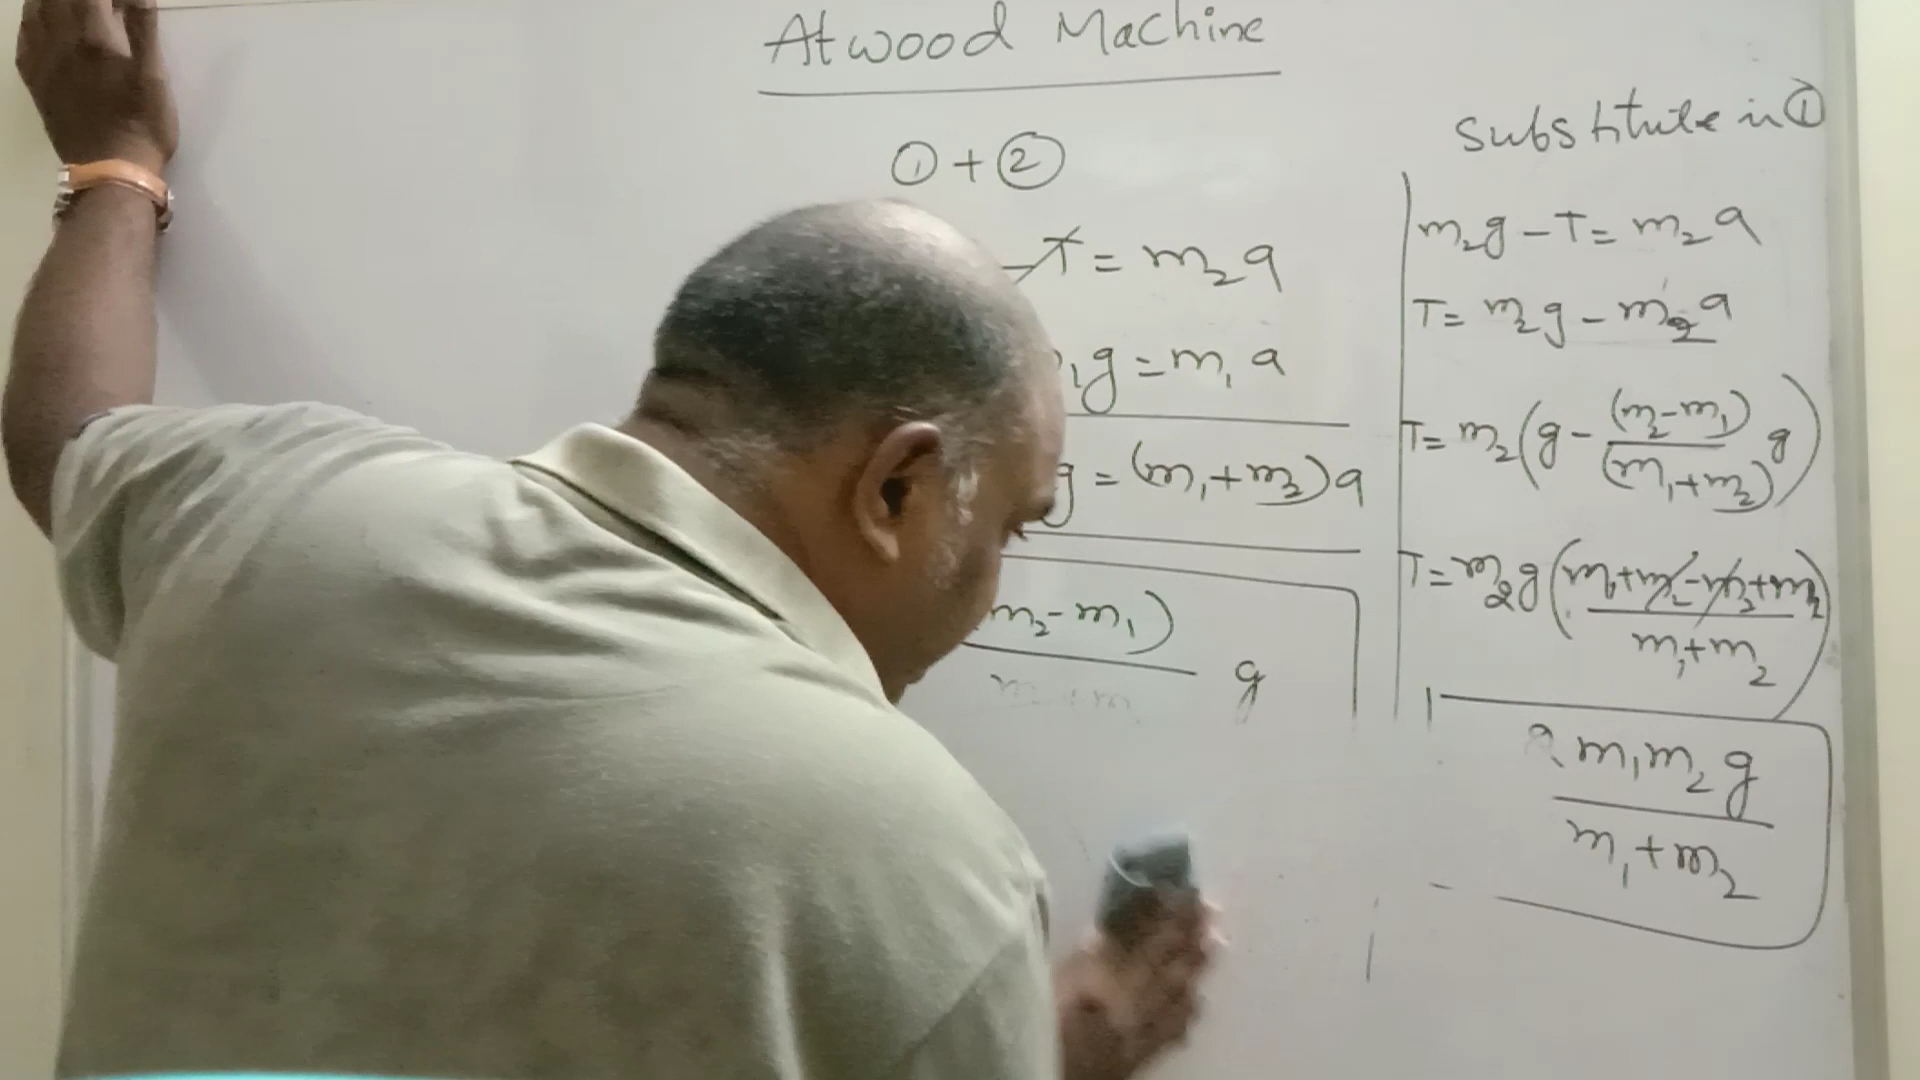 Atwood Machine
① + ②
- T = m₂a
₁g = m₁a
g = (m₁+m₂)a
m₂-m₁)
g
Substitute in ①
m₂g - T = m₂a
T = m₂g - m₂a
T = m₂(g - (m₂-m₁)/(m₁+m₂) g)
T = m₂g(m₁+m₂-m₂+m₁
m₁+m₂)
2m₁m₂g
m₁+m₂